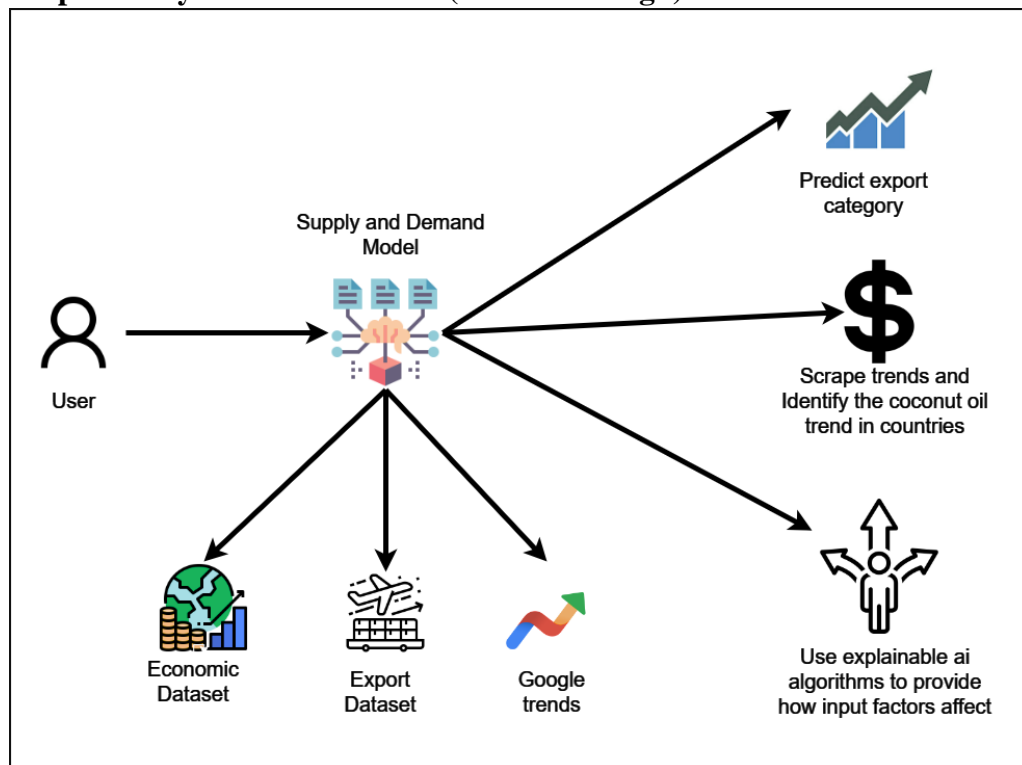 Predict export
category
Supply and Demand
Model
User
Scrape trends and
Identify the coconut oil
trend in countries
Economic
Dataset
Export
Dataset
Google
trends
Use explainable ai
algorithms to provide
how input factors affect